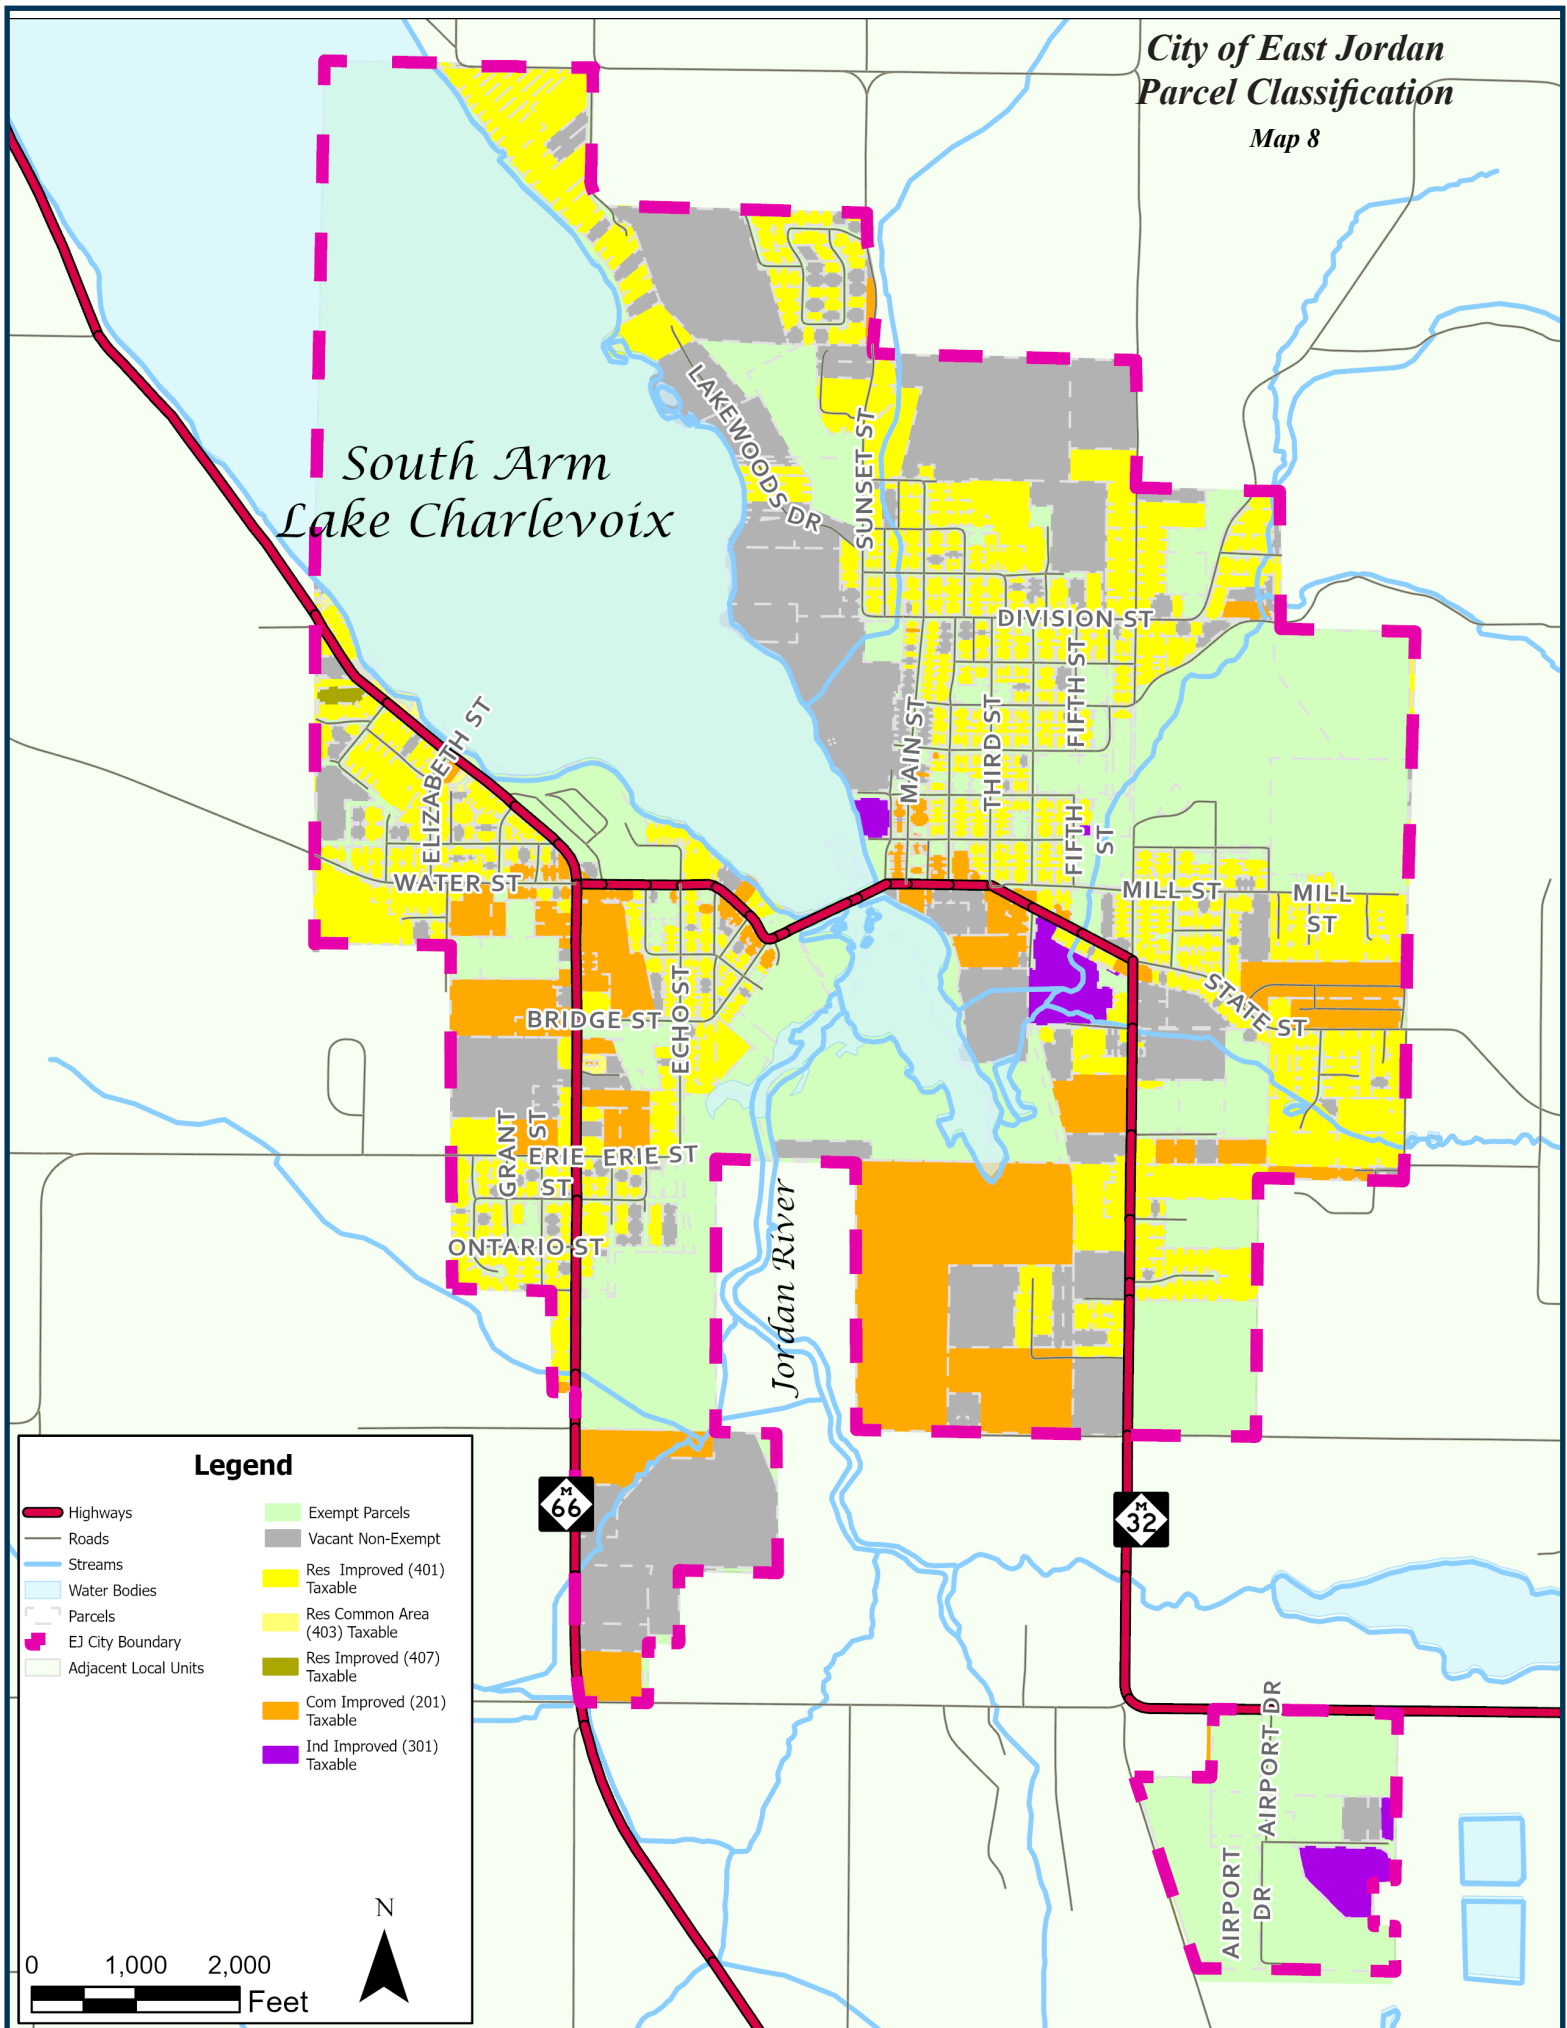 City of East Jordan
Parcel Classification
Map 8
South Arm
Lake Charlevoix
LAKEWOODS DR
SUNSET ST
DIVISION ST
FIFTH ST
MAIN ST
THIRD ST
ELIZABETH ST
FIFTH
ST
WATER ST
MILL ST
MILL
ST
STATE ST
BRIDGE ST
ECHO ST
GRANT
ST
ERIE
ST
ERIE ST
ONTARIO ST
Jordan River
M
66
M
32
AIRPORT DR
AIRPORT
DR
Legend
Highways
Roads
Streams
Water Bodies
Parcels
EJ City Boundary
Adjacent Local Units
Exempt Parcels
Vacant Non-Exempt
Res Improved (401)
Taxable
Res Common Area
(403) Taxable
Res Improved (407)
Taxable
Com Improved (201)
Taxable
Ind Improved (301)
Taxable
N
0 1,000 2,000
Feet